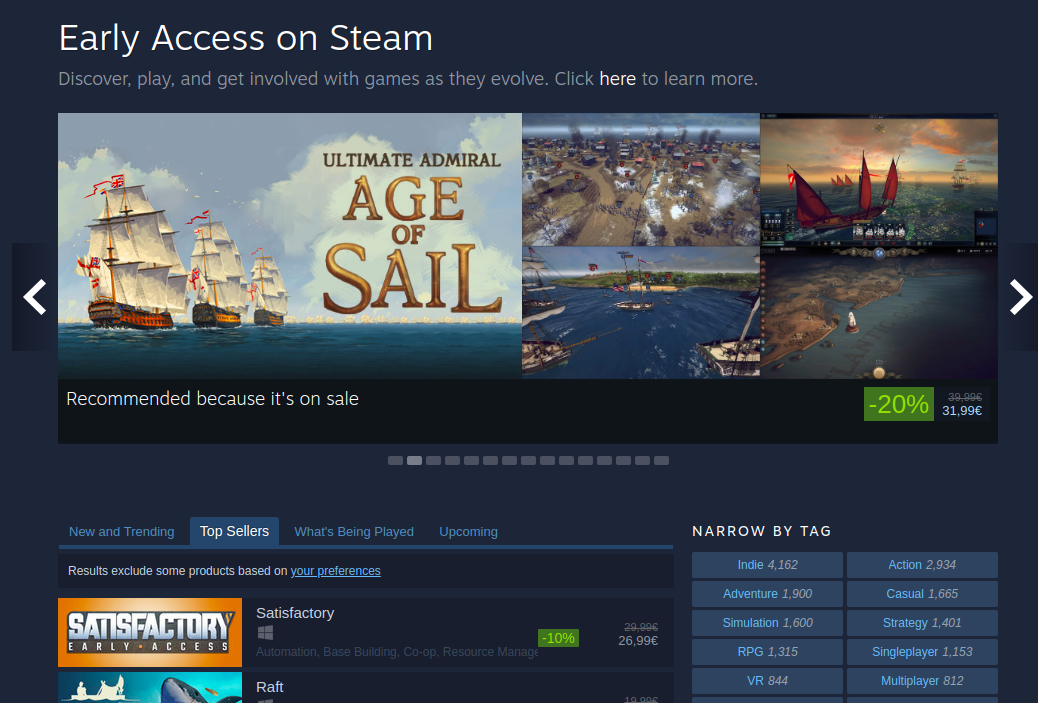 Early Access on Steam
Discover, play, and get involved with games as they evolve. Click here to learn more.
ULTIMATE ADMIRAL
AGE
OF
SAIL
Recommended because it's on sale
-20%
39,99€
31,99€
New and Trending
Top Sellers
What's Being Played
Upcoming
Results exclude some products based on your preferences
SATISFACTORY
EARLY·ACCESS
Satisfactory
-10%
29,99€
26,99€
Automation, Base Building, Co-op, Resource Manage
Raft
19,99€
NARROW BY TAG
Indie 4,162
Action 2,934
Adventure 1,900
Casual 1,665
Simulation 1,600
Strategy 1,401
RPG 1,315
Singleplayer 1,153
VR 844
Multiplayer 812